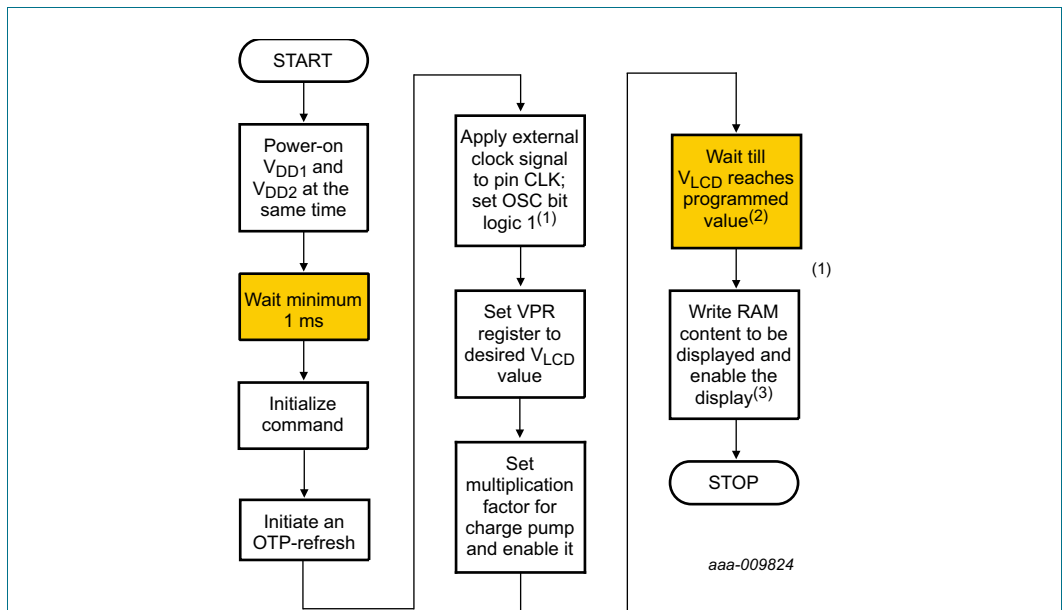 START
Power-on
VDD1 and
VDD2 at the
same time
Wait minimum
1 ms
Initialize
command
Initiate an
OTP-refresh
Apply external
clock signal
to pin CLK;
set OSC bit
logic 1(1)
Set VPR
register to
desired VLCD
value
Set
multiplication
factor for
charge pump
and enable it
Wait till
VLCD reaches
programmed
value(2)
(1)
Write RAM
content to be
displayed and
enable the
display(3)
STOP
aaa-009824